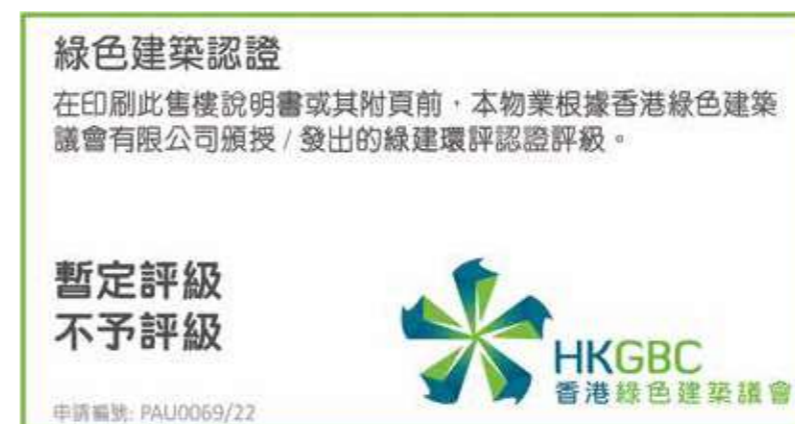 綠色建築認證
在印刷此售樓說明書或其附頁前，本物業根據香港綠色建築
議會有限公司頒授 / 發出的綠建環評認證評級。
暫定評級
不予評級
HKGBC
香港綠色建築議會
申請編號: PAU0069/22